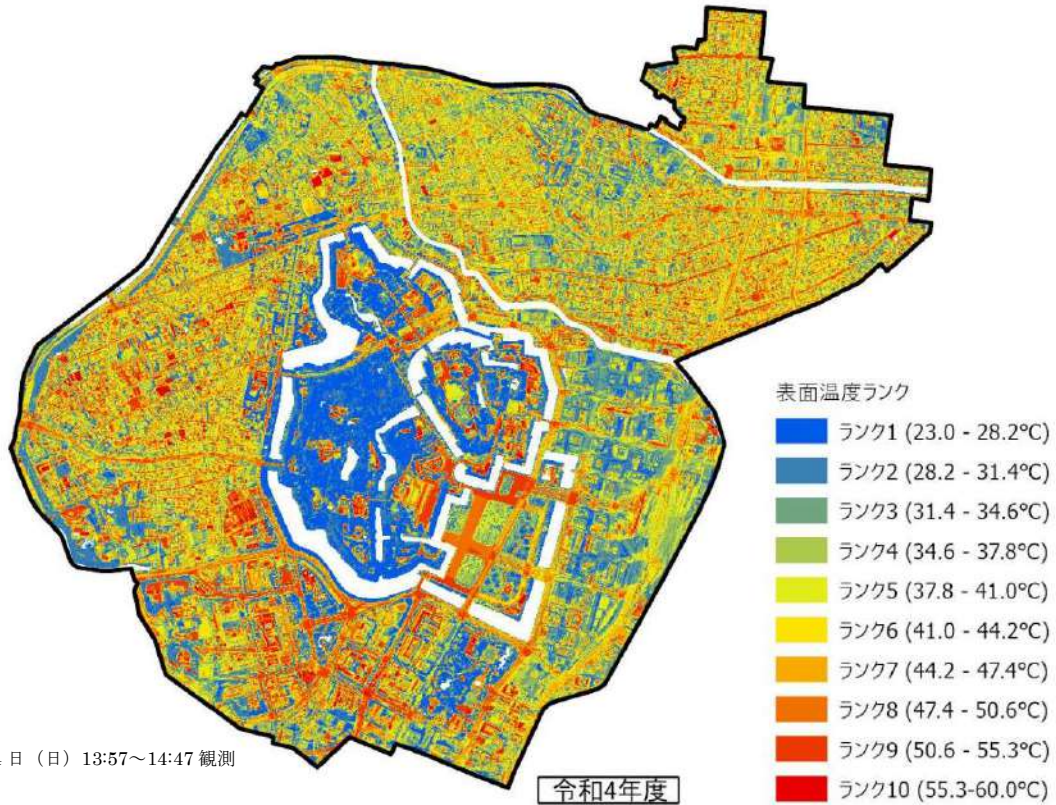 表面温度ランク
ランク1 (23.0 - 28.2°C)
ランク2 (28.2 - 31.4°C)
ランク3 (31.4 - 34.6°C)
ランク4 (34.6 - 37.8°C)
ランク5 (37.8 - 41.0°C)
ランク6 (41.0 - 44.2°C)
ランク7 (44.2 - 47.4°C)
ランク8 (47.4 - 50.6°C)
ランク9 (50.6 - 55.3°C)
ランク10 (55.3-60.0°C)
日（日）13:57～14:47 観測
令和4年度